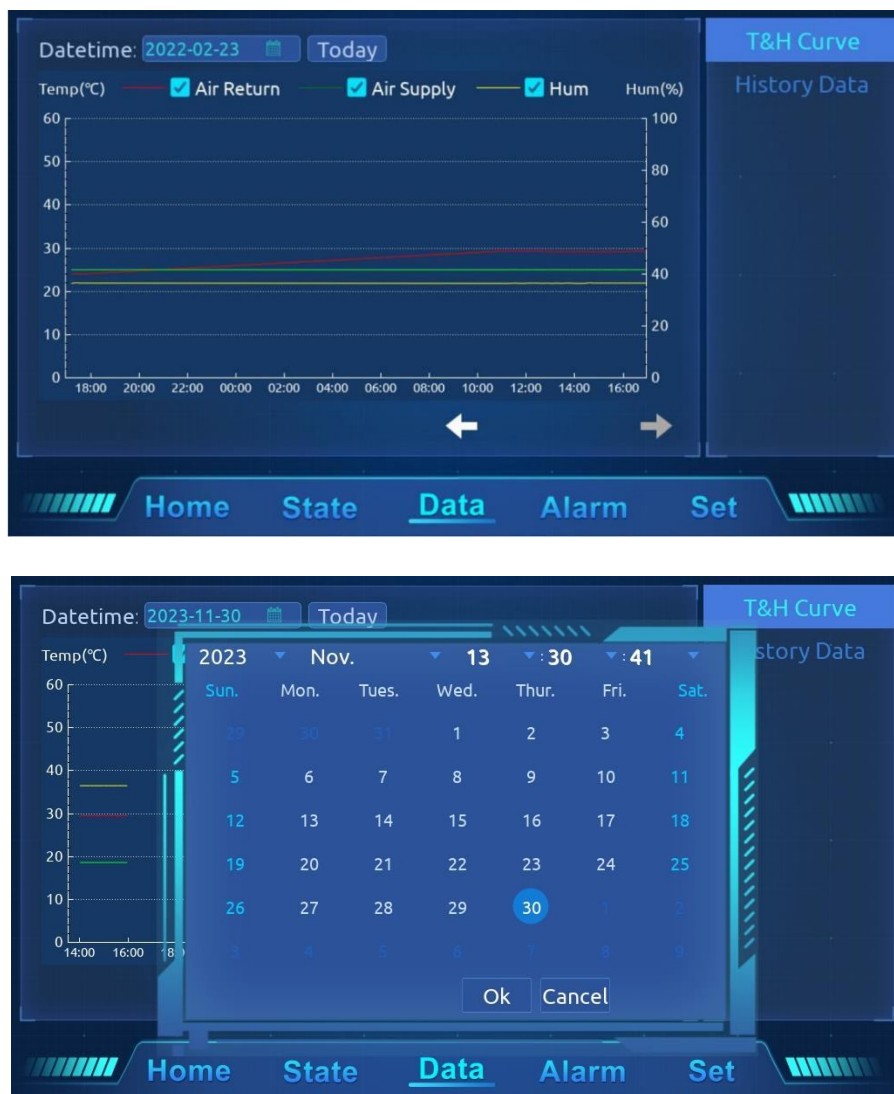 Datetime: 2022-02-23 Today
T&H Curve
History Data
Temp(℃) Air Return Air Supply Hum Hum(%)
60 100
50
80
40
60
30
40
20
20
10
0 0
18:00 20:00 22:00 00:00 02:00 04:00 06:00 08:00 10:00 12:00 14:00 16:00
Home State Data Alarm Set
Datetime: 2023-11-30 Today
T&H Curve
story Data
Temp(℃)
60
50
40
30
20
10
0
14:00 16:00 18
2023 Nov. 13 : 30 : 41
Sun. Mon. Tues. Wed. Thur. Fri. Sat.
29 30 31 1 2 3 4
5 6 7 8 9 10 11
12 13 14 15 16 17 18
19 20 21 22 23 24 25
26 27 28 29 30 1 2
3 4 5 6 7 8 9
Ok Cancel
Home State Data Alarm Set